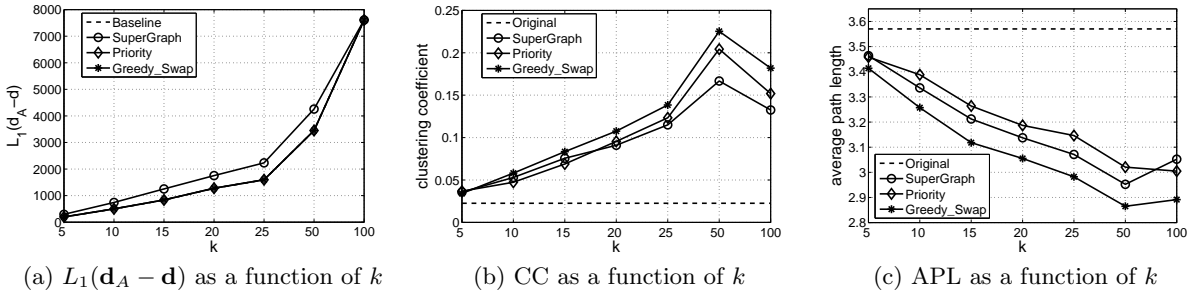 8000
7000
6000
5000
4000
3000
2000
1000
0
L₁(d_A−d)
Baseline
SuperGraph
Priority
Greedy_Swap
5 10 15 20 25 50 100
k
(a) L₁(d_A − d) as a function of k
0.25
0.2
0.15
0.1
0.05
0
clustering coefficient
Original
SuperGraph
Priority
Greedy_Swap
5 10 15 20 25 50 100
k
(b) CC as a function of k
3.6
3.5
3.4
3.3
3.2
3.1
3
2.9
2.8
average path length
Original
SuperGraph
Priority
Greedy_Swap
5 10 15 20 25 50 100
k
(c) APL as a function of k